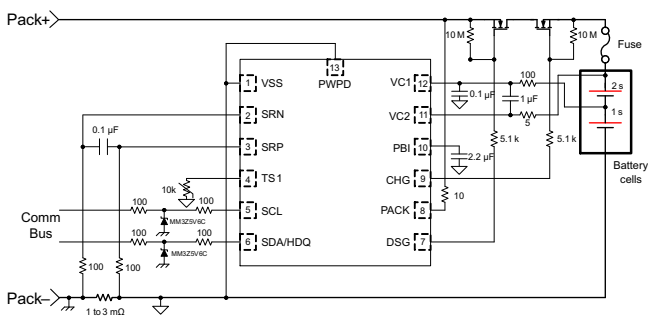 Pack+
10 M
10 M
Fuse
13
PWPD
1
VSS
VC1
12
100
2 s
0.1 µF
1 µF
2
SRN
VC2
11
5
1 s
0.1 µF
3
SRP
PBI
10
5.1 k
5.1 k
2.2 µF
Battery
cells
10k
4
TS1
CHG
9
100
100
5
SCL
PACK
8
10
Comm
Bus
MM3Z5V6C
100
100
6
SDA/HDQ
DSG
7
MM3Z5V6C
100
100
Pack–
1 to 3 mΩ